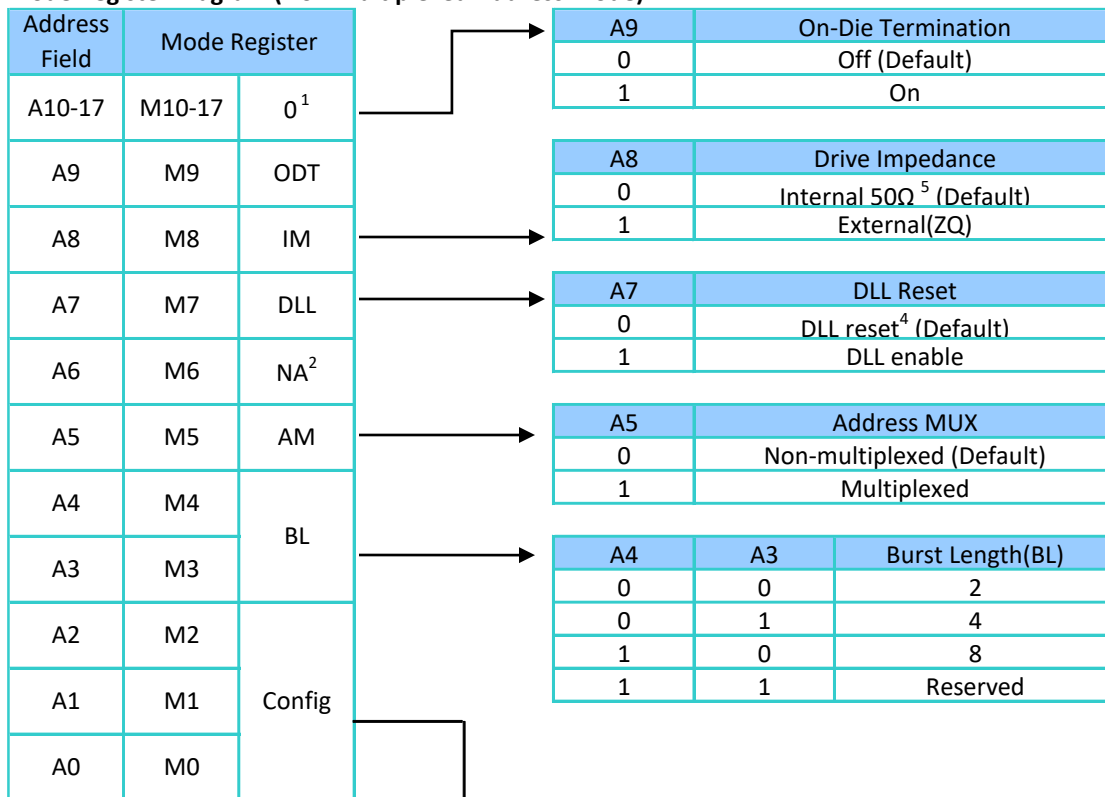 Address Field Mode Register
A10-17 M10-17 0¹
A9 M9 ODT
A8 M8 IM
A7 M7 DLL
A6 M6 NA²
A5 M5 AM
A4 M4 BL
A3 M3
A2 M2 Config
A1 M1
A0 M0
A9 On-Die Termination
0 Off (Default)
1 On
A8 Drive Impedance
0 Internal 50Ω ⁵ (Default)
1 External(ZQ)
A7 DLL Reset
0 DLL reset⁴ (Default)
1 DLL enable
A5 Address MUX
0 Non-multiplexed (Default)
1 Multiplexed
A4 A3 Burst Length(BL)
0 0 2
0 1 4
1 0 8
1 1 Reserved